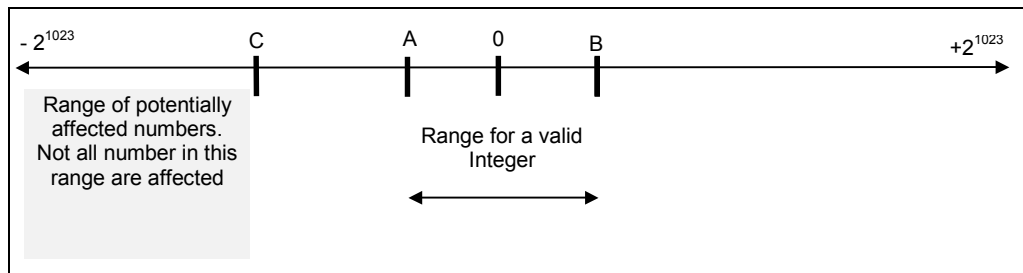 - 2^1023 C A 0 B +2^1023
Range of potentially
affected numbers.
Not all number in this
range are affected
Range for a valid
Integer